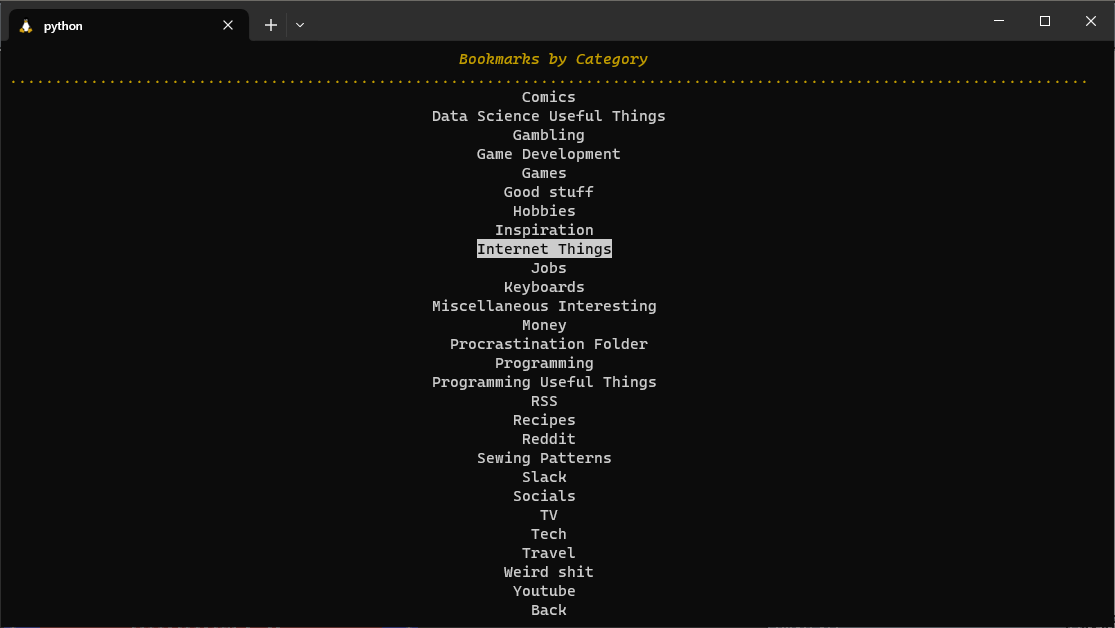 python
Bookmarks by Category
Comics
Data Science Useful Things
Gambling
Game Development
Games
Good stuff
Hobbies
Inspiration
Internet Things
Jobs
Keyboards
Miscellaneous Interesting
Money
Procrastination Folder
Programming
Programming Useful Things
RSS
Recipes
Reddit
Sewing Patterns
Slack
Socials
TV
Tech
Travel
Weird shit
Youtube
Back